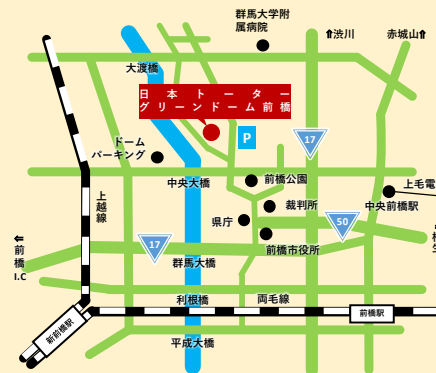 群馬大学附
属病院
⇧渋川
赤城山⇧
大渡橋
日本トーター
グリーンドーム前橋
P
17
ドーム
パーキング
前橋公園
上毛電
中央大橋
中央前橋駅
上越線
裁判所
県庁
50
⇦前橋I.C
17
前橋市役所
群馬大橋
利根橋
両毛線
前橋駅
新前橋駅
平成大橋